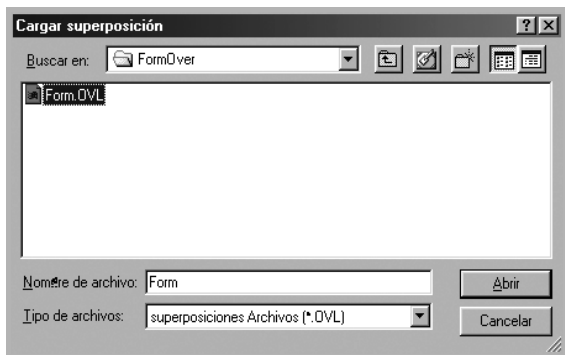 Cargar superposición
Buscar en: FormOver
Form.OVL
Nombre de archivo: Form
Abrir
Tipo de archivos: superposiciones Archivos (*.OVL)
Cancelar